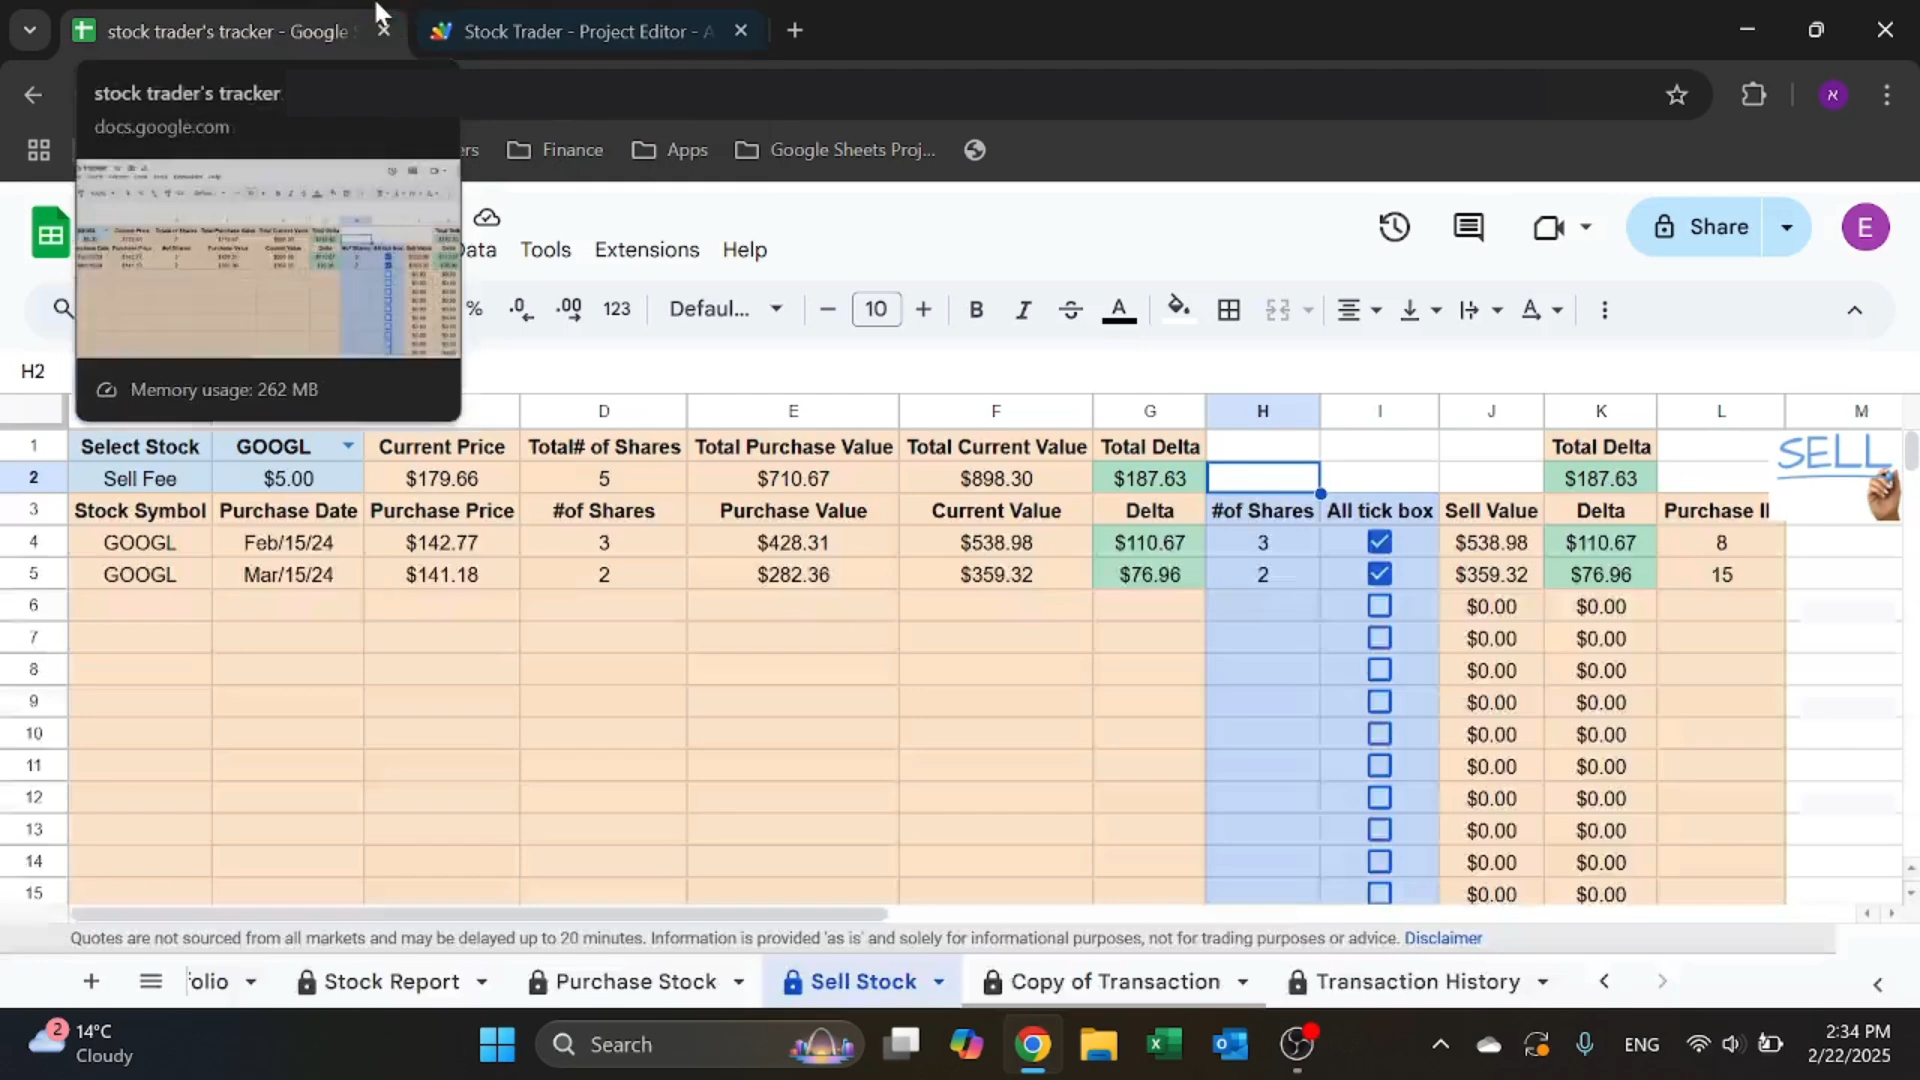 stock trader's tracker - Google S
Stock Trader - Project Editor - A
stock trader's tracker
docs.google.com
ers
Finance
Apps
Google Sheets Proj...
א
Memory usage: 262 MB
Data Tools Extensions Help
Share
E
% .0 .00 123 Defaul... 10 B I A
H2
D E F G H I J K L M
1 Select Stock GOOGL Current Price Total# of Shares Total Purchase Value Total Current Value Total Delta Total Delta
2 Sell Fee $5.00 $179.66 5 $710.67 $898.30 $187.63 $187.63
SELL
3 Stock Symbol Purchase Date Purchase Price #of Shares Purchase Value Current Value Delta #of Shares All tick box Sell Value Delta Purchase I
4 GOOGL Feb/15/24 $142.77 3 $428.31 $538.98 $110.67 3 $538.98 $110.67 8
5 GOOGL Mar/15/24 $141.18 2 $282.36 $359.32 $76.96 2 $359.32 $76.96 15
6 $0.00 $0.00
7 $0.00 $0.00
8 $0.00 $0.00
9 $0.00 $0.00
10 $0.00 $0.00
11 $0.00 $0.00
12 $0.00 $0.00
13 $0.00 $0.00
14 $0.00 $0.00
15 $0.00 $0.00
Quotes are not sourced from all markets and may be delayed up to 20 minutes. Information is provided 'as is' and solely for informational purposes, not for trading purposes or advice. Disclaimer
folio Stock Report Purchase Stock Sell Stock Copy of Transaction Transaction History
2 14°C
Cloudy
Search
ENG
2:34 PM
2/22/2025